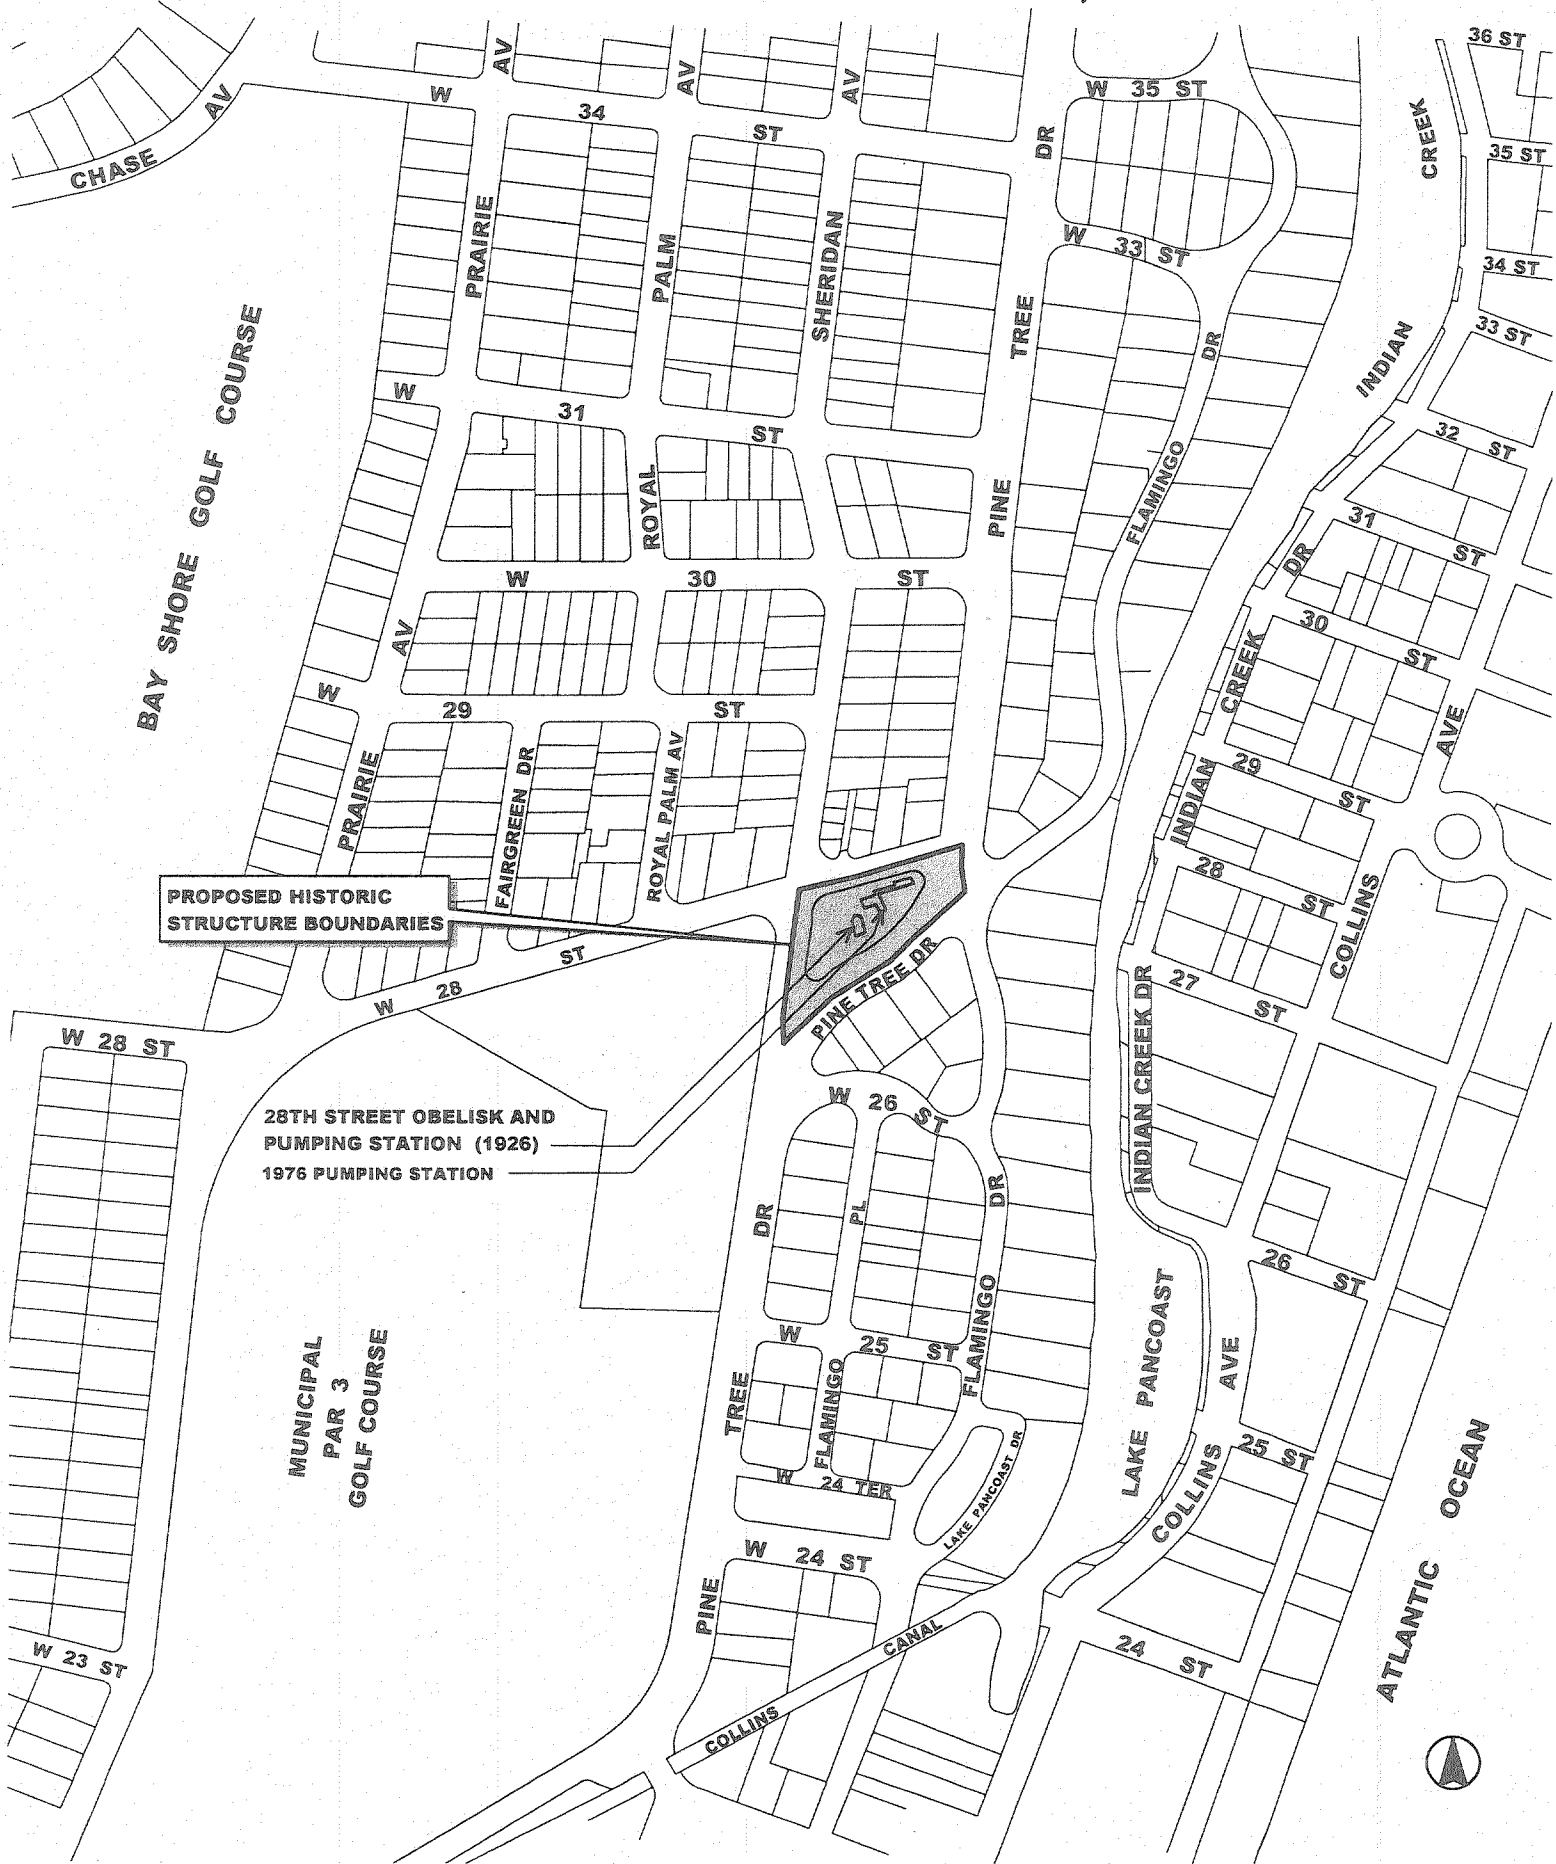 36 ST
AV
AV
AV
W 35 ST
W
34
ST
CHASE AV
DR
CREEK
35 ST
PRAIRIE
PALM
SHERIDAN
W 33 ST
34 ST
TREE
DR
INDIAN
33 ST
BAY SHORE GOLF COURSE
W
31
ST
32 ST
ROYAL
PINE
FLAMINGO
31 ST
DR
W
30
ST
30
ST
AV
CREEK
W
29
ST
AVE
PRAIRIE
FAIRGREEN DR
ROYAL PALM AV
INDIAN
29
ST
28
ST
COLLINS
PROPOSED HISTORIC
STRUCTURE BOUNDARIES
W 28 ST
PINE TREE DR
INDIAN CREEK DR
27
ST
W 28 ST
28TH STREET OBELISK AND
PUMPING STATION (1926)
1976 PUMPING STATION
W 26 ST
DR
PL
DR
26
ST
MUNICIPAL
PAR 3
GOLF COURSE
W
25
ST
FLAMINGO
LAKE PANCOAST
AVE
TREE
FLAMINGO
25 ST
W 24 TER
LAKE PANCOAST DR
COLLINS
ATLANTIC OCEAN
W 24 ST
PINE
W 23 ST
COLLINS CANAL
24 ST